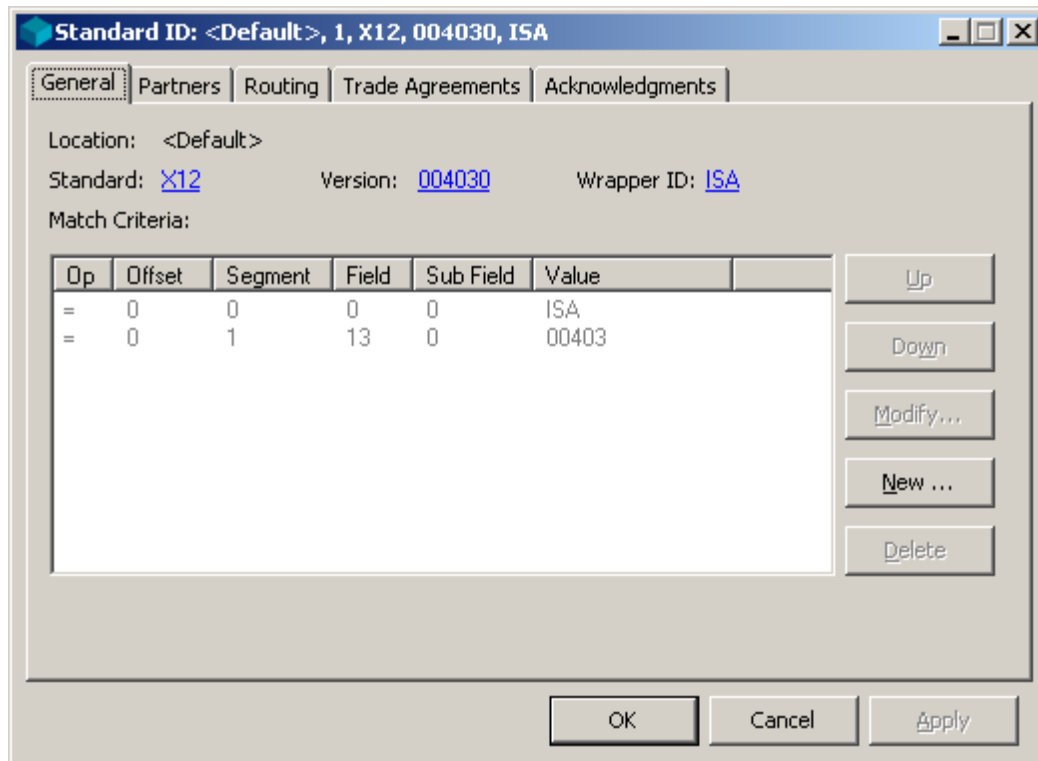 Standard ID: <Default>, 1, X12, 004030, ISA
General Partners Routing Trade Agreements Acknowledgments
Location: <Default>
Standard: X12 Version: 004030 Wrapper ID: ISA
Match Criteria:
Op Offset Segment Field Sub Field Value
= 0 0 0 0 ISA
= 0 1 13 0 00403
Up
Down
Modify...
New ...
Delete
OK Cancel Apply